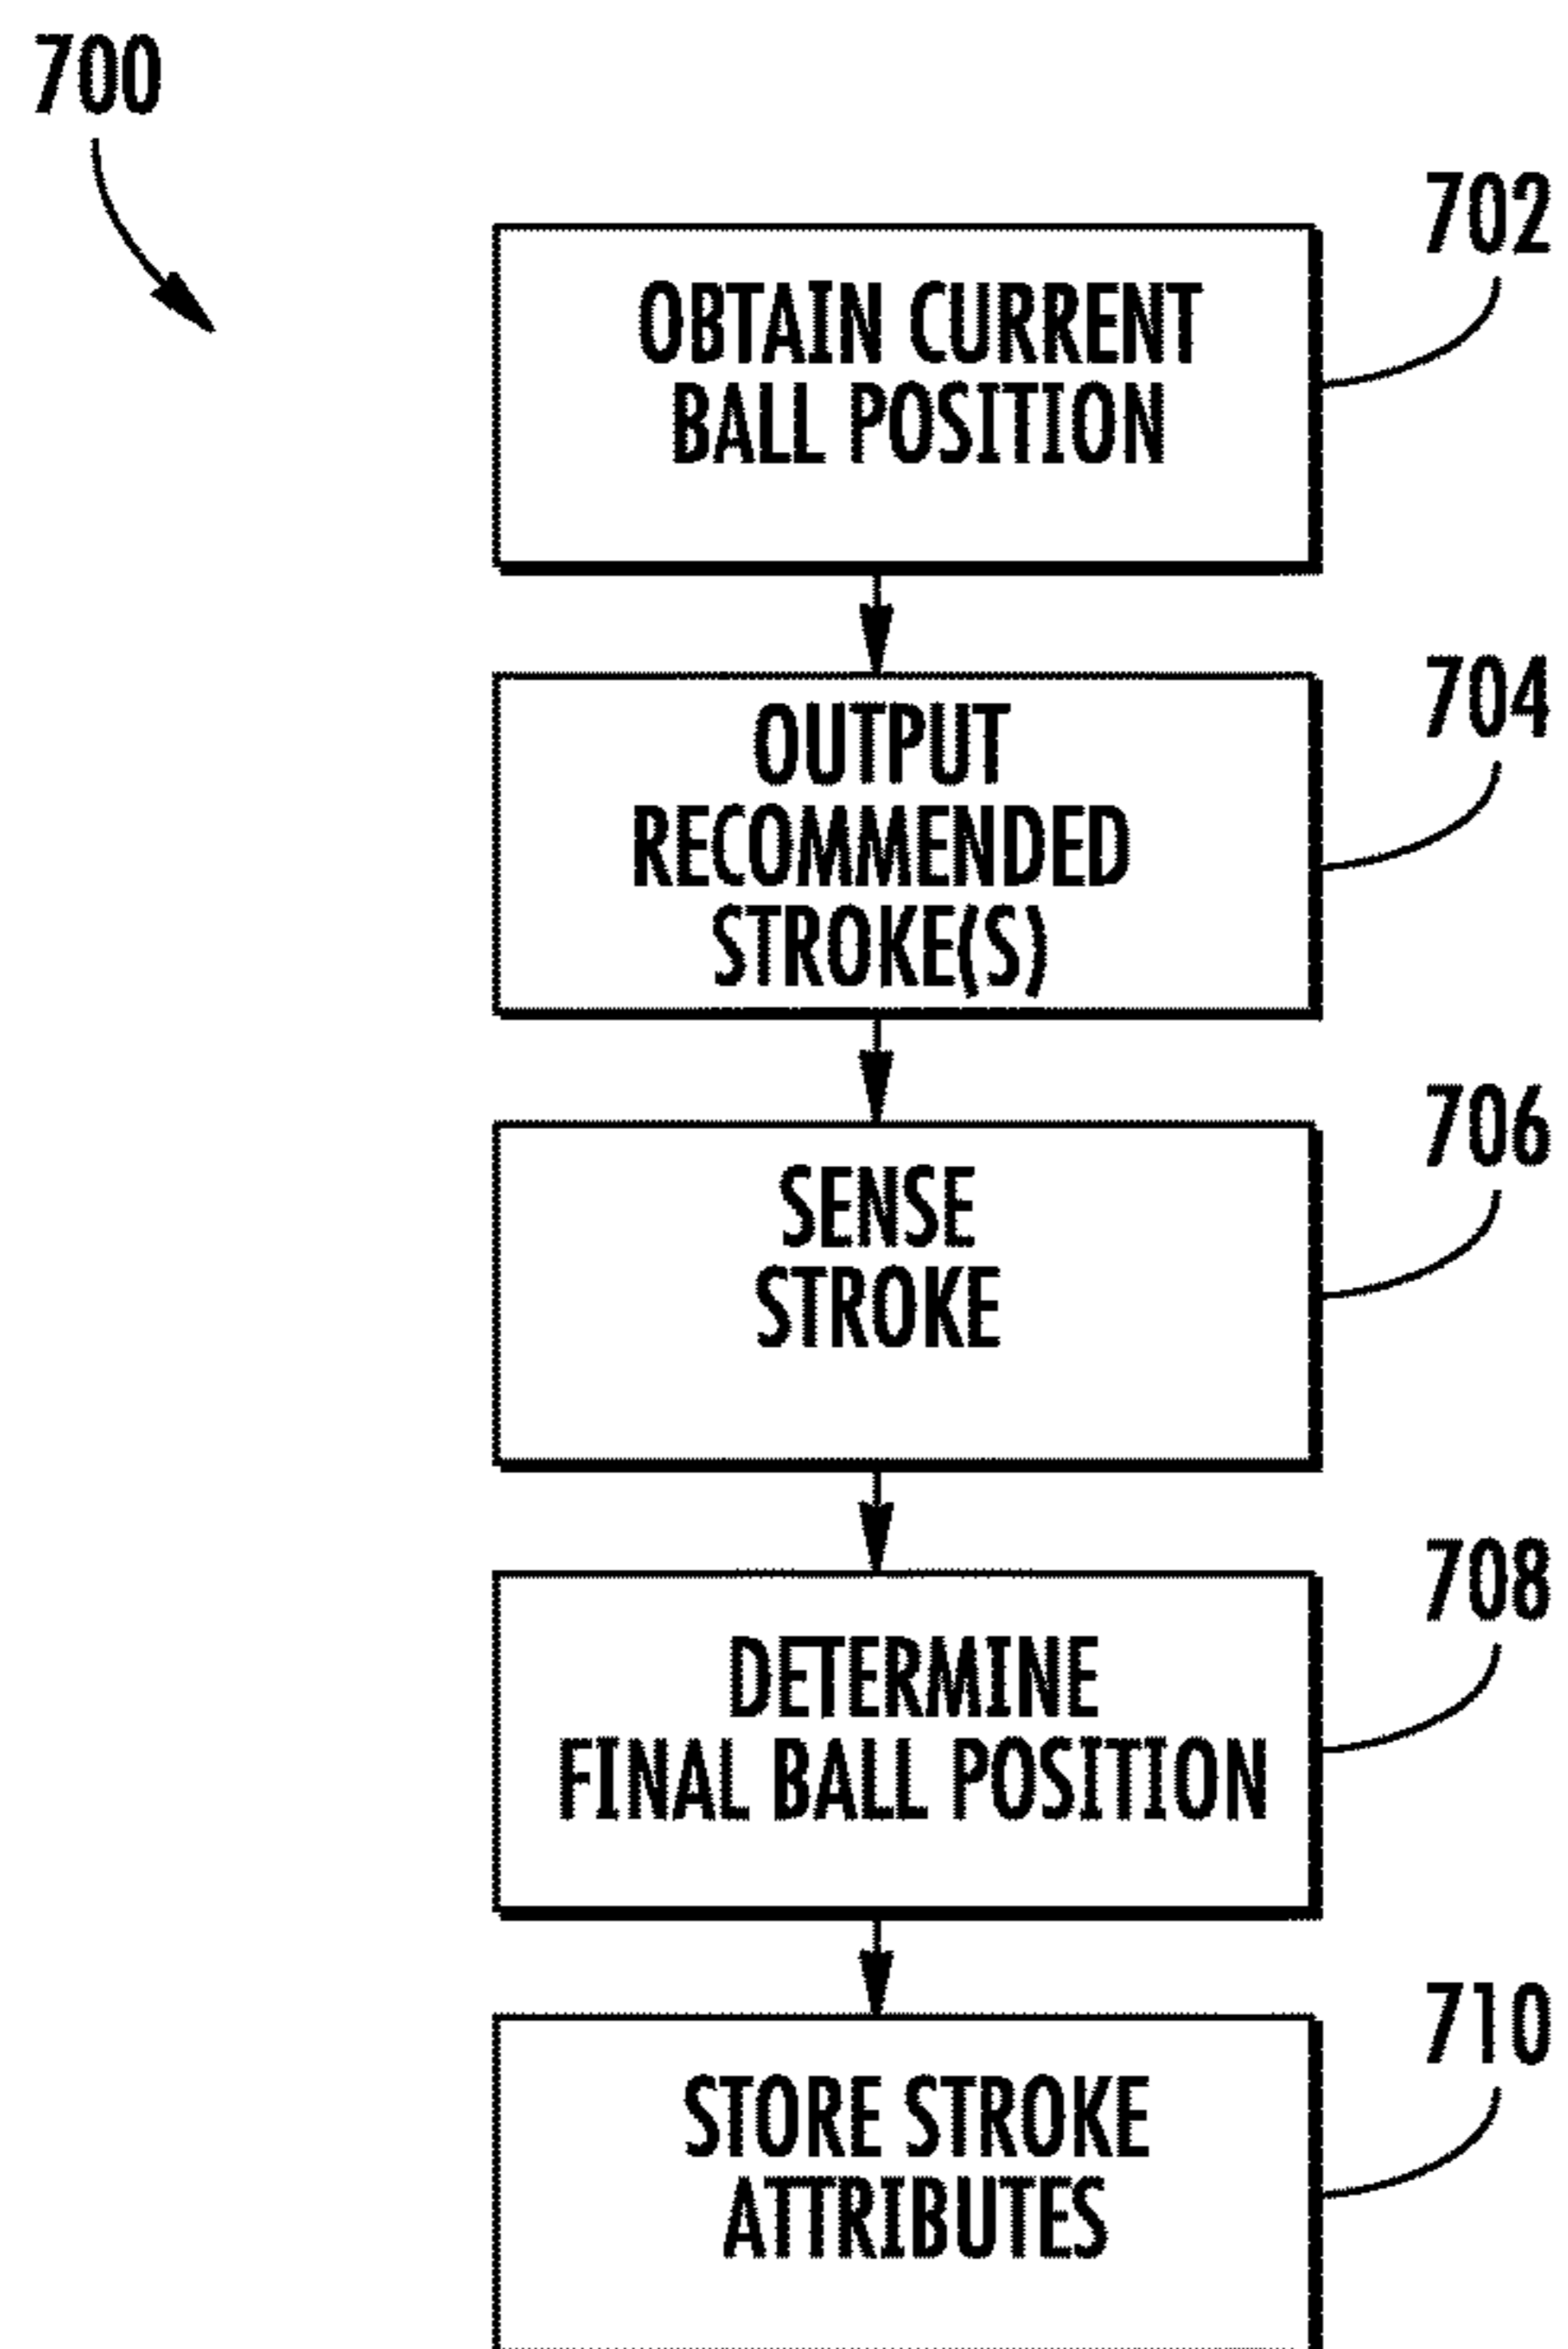 700
702
OBTAIN CURRENT
BALL POSITION
704
OUTPUT
RECOMMENDED
STROKE(S)
706
SENSE
STROKE
708
DETERMINE
FINAL BALL POSITION
710
STORE STROKE
ATTRIBUTES